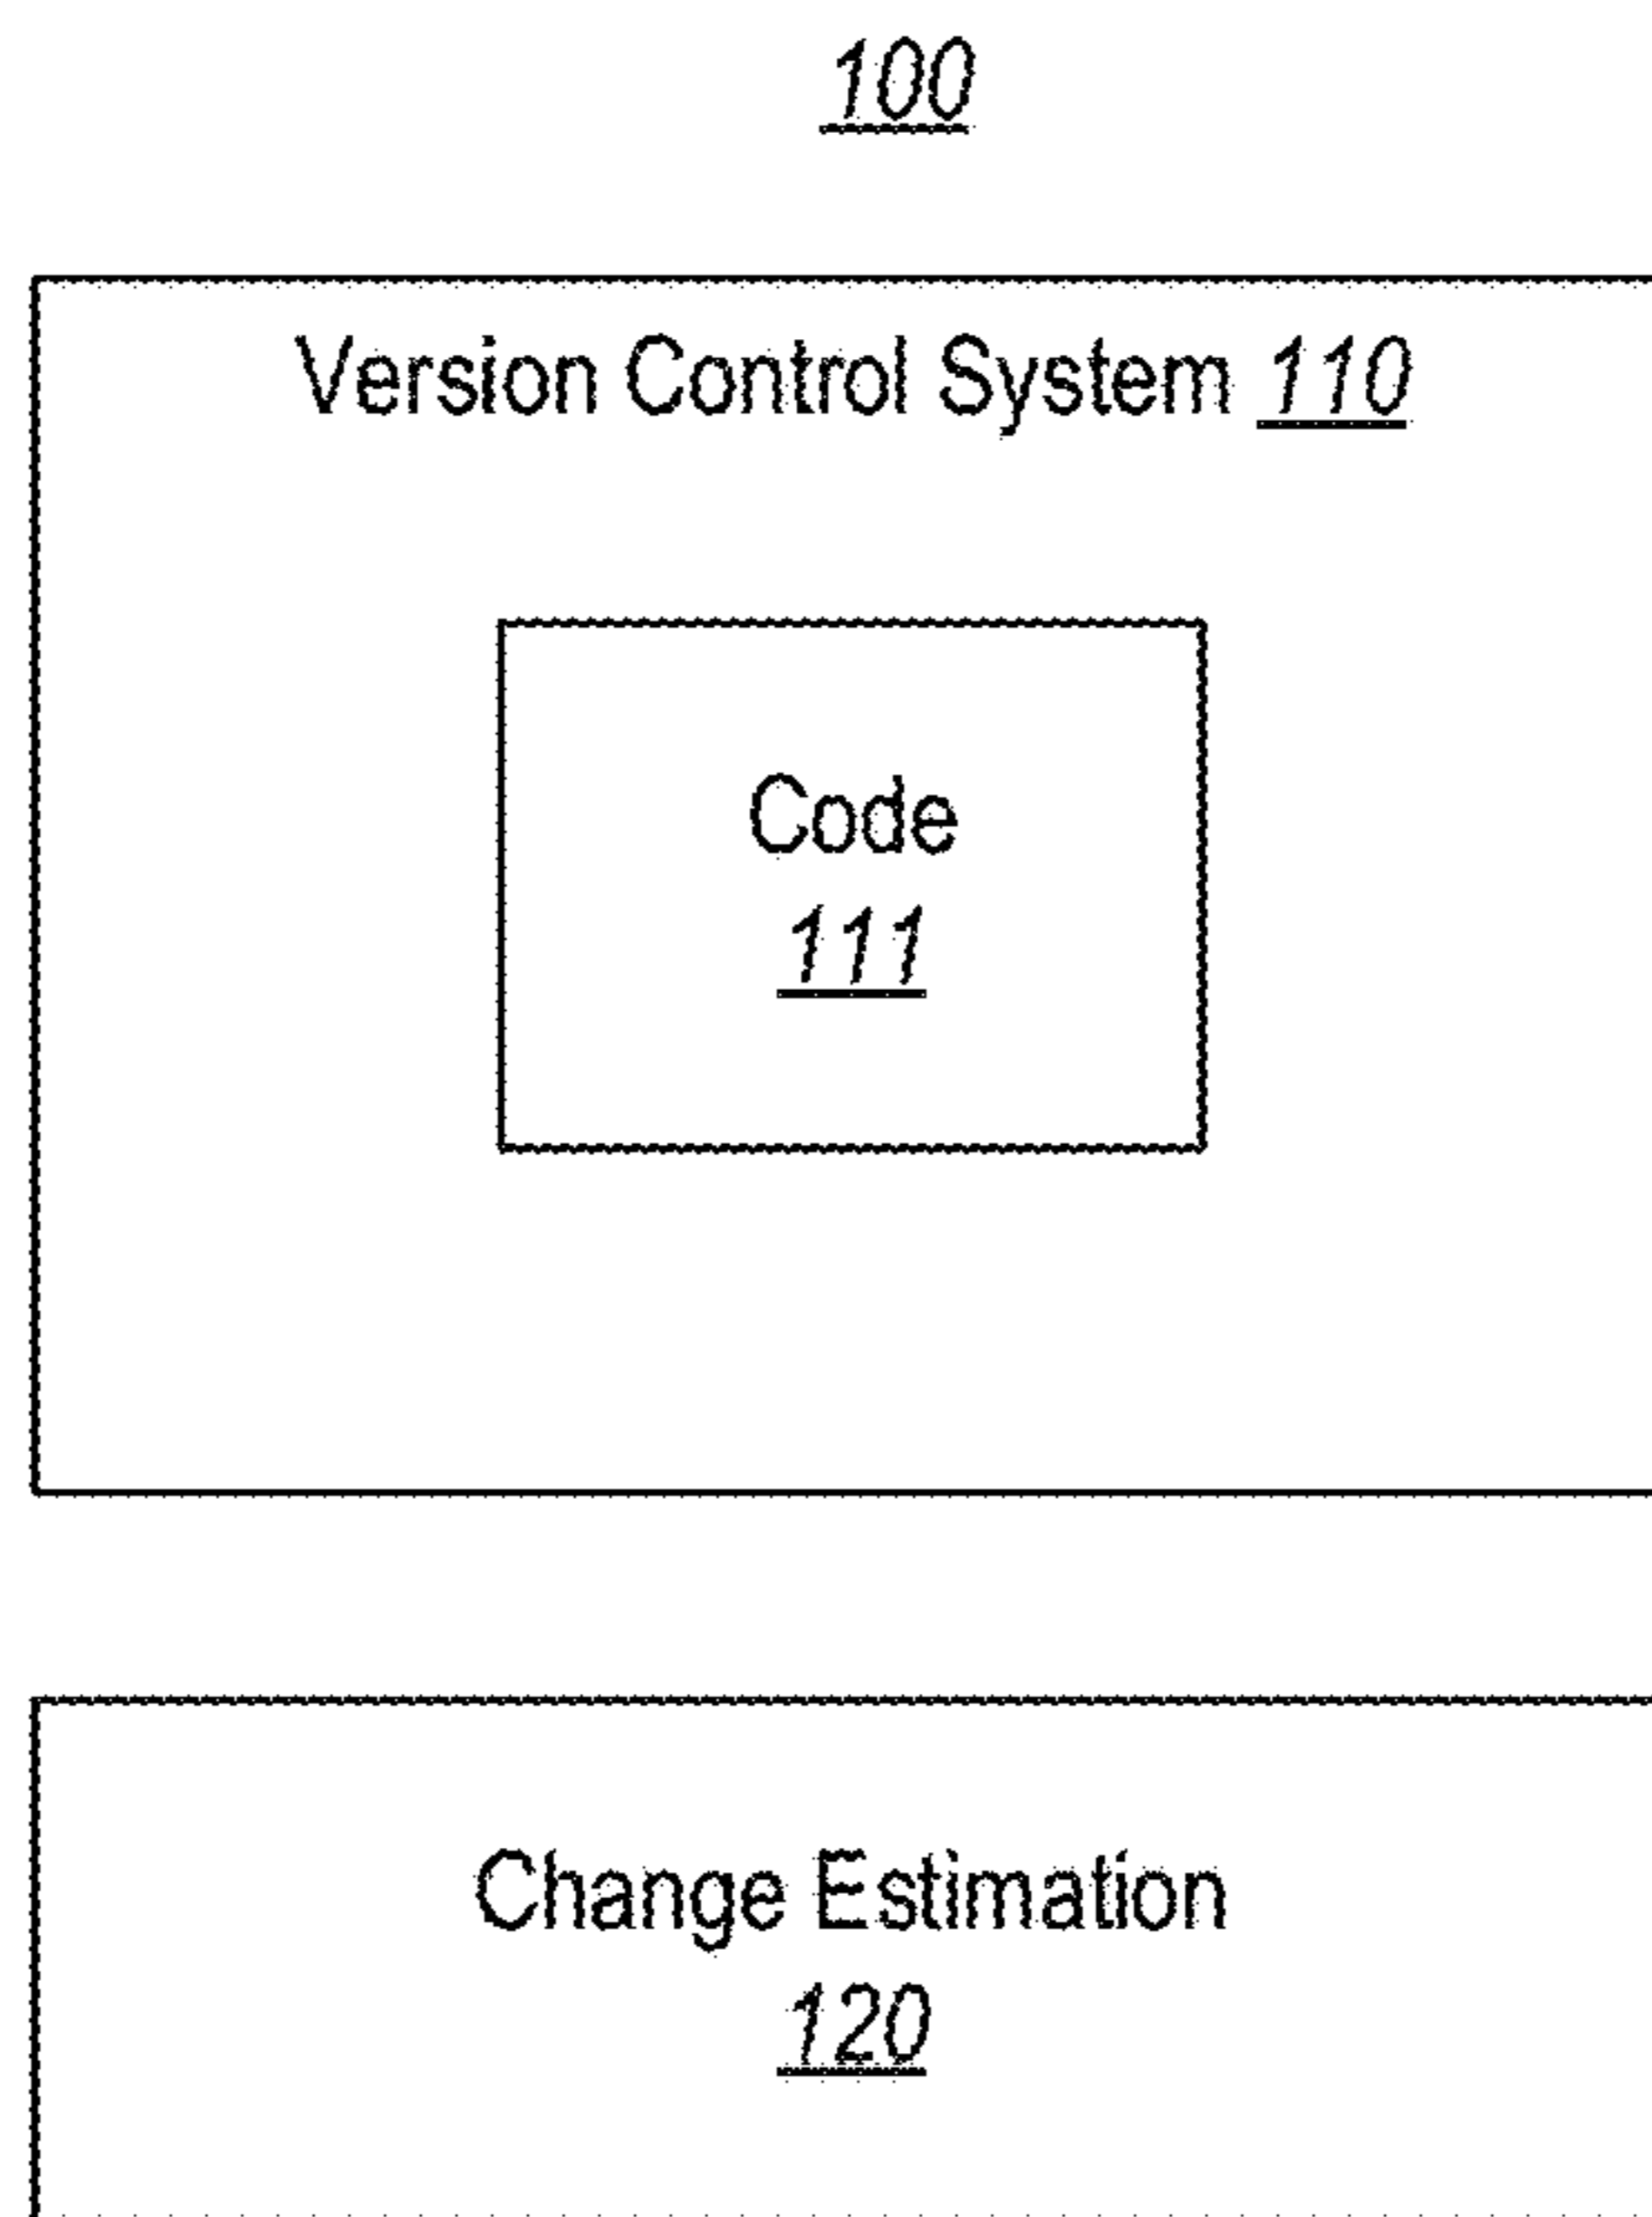 100
Version Control System 110
Code
111
Change Estimation
120